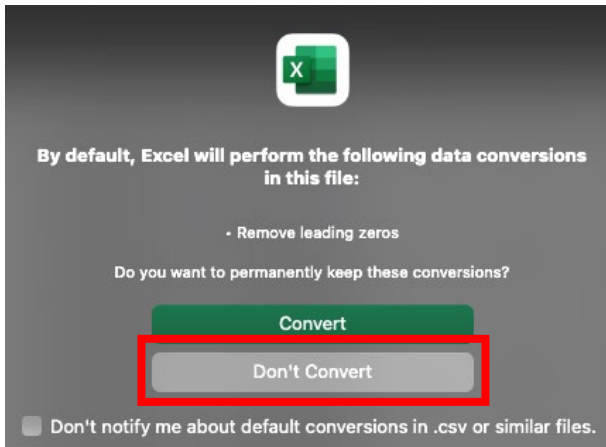 X
By default, Excel will perform the following data conversions
in this file:
• Remove leading zeros
Do you want to permanently keep these conversions?
Convert
Don't Convert
Don't notify me about default conversions in .csv or similar files.